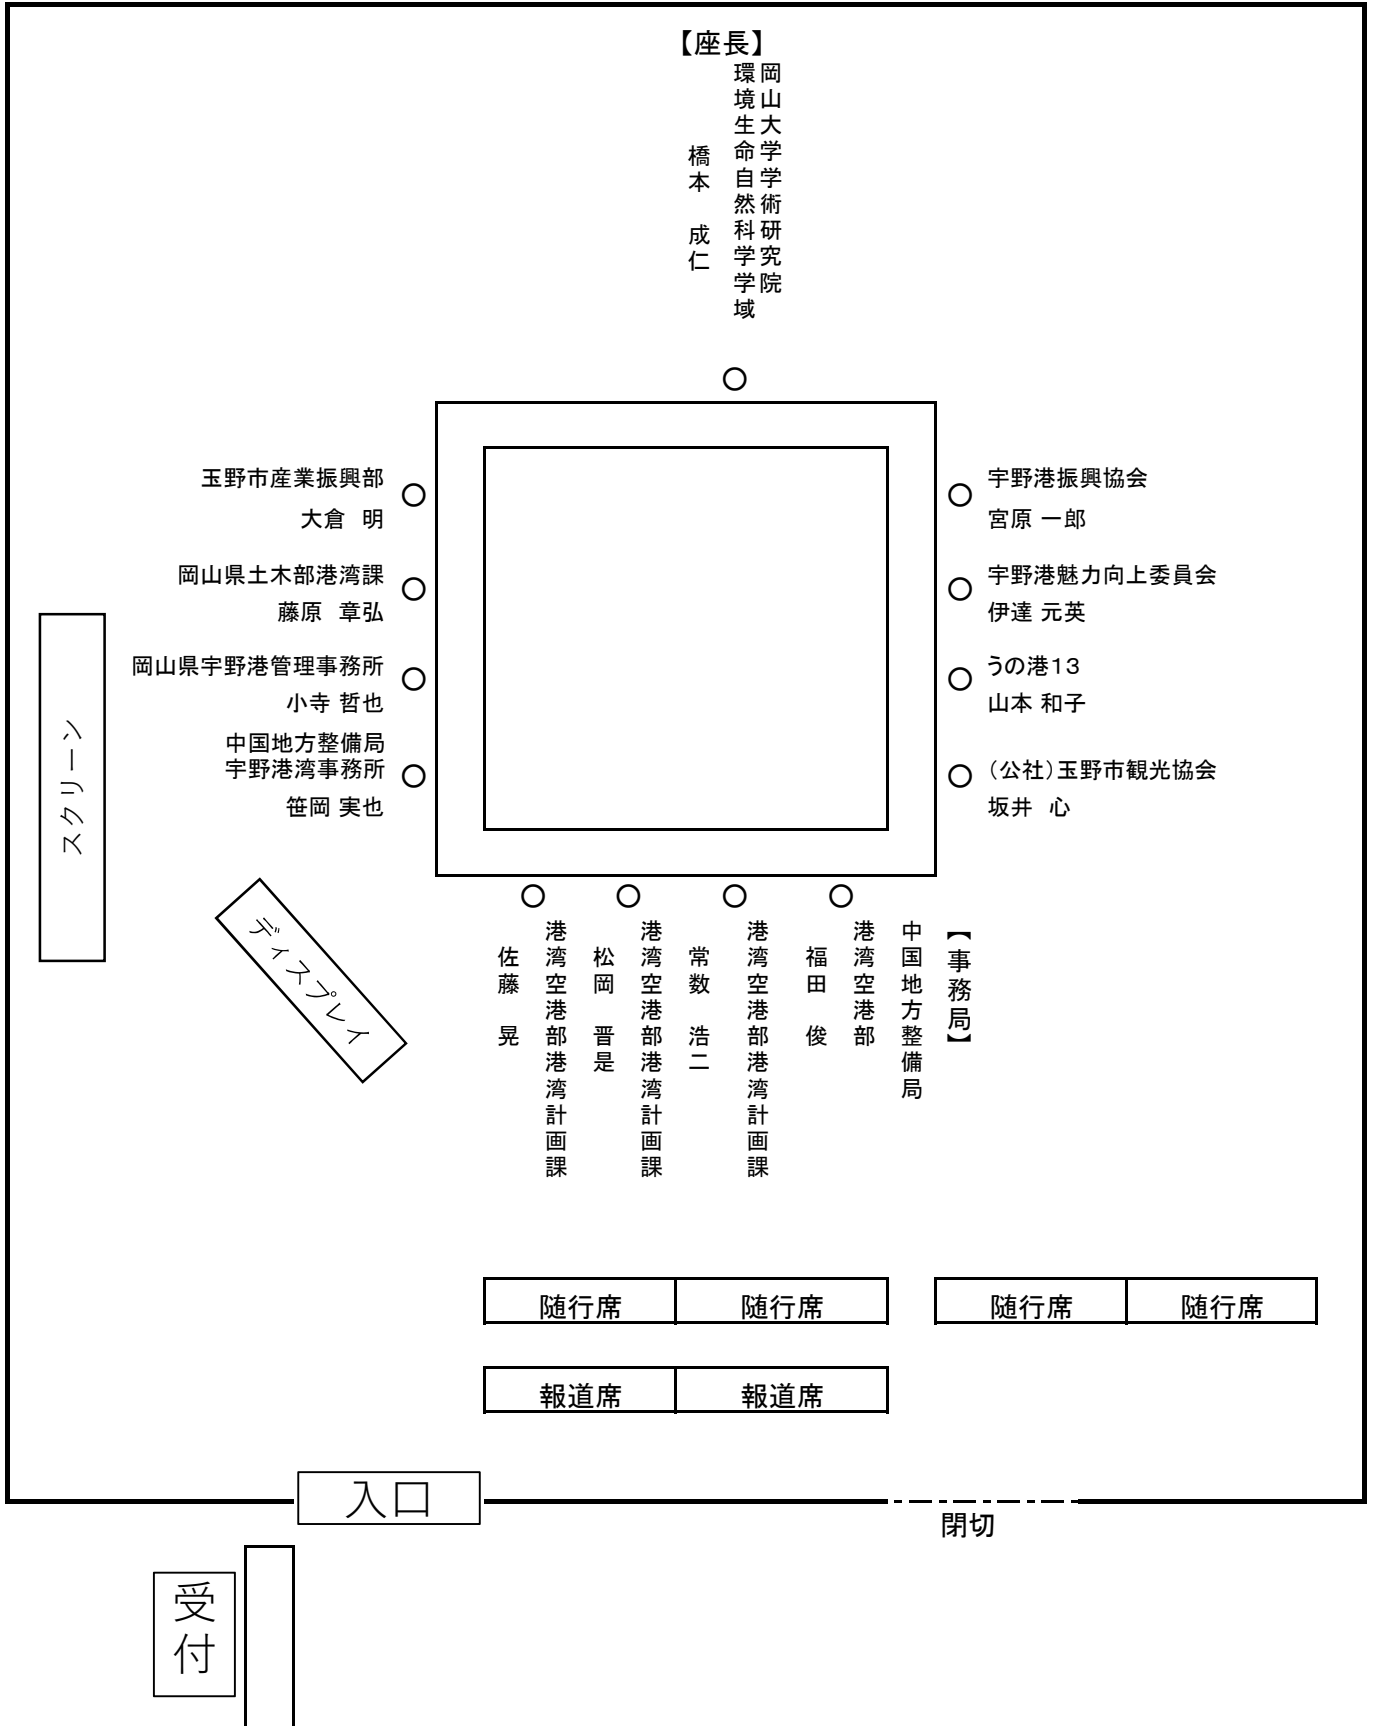 【座長】
岡山大学学術研究院
環境生命自然科学学域
橋本　成仁
玉野市産業振興部
大倉　明
岡山県土木部港湾課
藤原　章弘
岡山県宇野港管理事務所
小寺 哲也
中国地方整備局
宇野港湾事務所
笹岡 実也
宇野港振興協会
宮原 一郎
宇野港魅力向上委員会
伊達 元英
うの港13
山本 和子
（公社）玉野市観光協会
坂井　心
スクリーン
ディスプレイ
【事務局】
中国地方整備局
港湾空港部
福田　俊
港湾空港部港湾計画課
常数　浩二
港湾空港部港湾計画課
松岡　晋是
港湾空港部港湾計画課
佐藤　晃
随行席
随行席
随行席
随行席
報道席
報道席
入口
閉切
受付